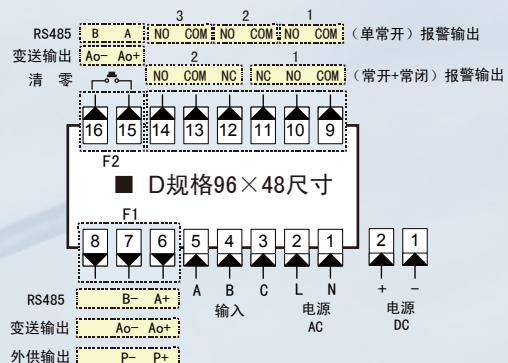 3 2 1
RS485 B A NO COM NO COM NO COM （单常开）报警输出
变送输出 Ao− Ao+
2 1
清 零 NO COM NC NC NO COM （常开+常闭）报警输出
16 15 14 13 12 11 10 9
F2
■ D规格96×48尺寸
F1
8 7 6 5 4 3 2 1 2 1
A B C L N + −
RS485 B− A+ 输入 电源 AC 电源 DC
变送输出 Ao− Ao+
外供输出 P− P+